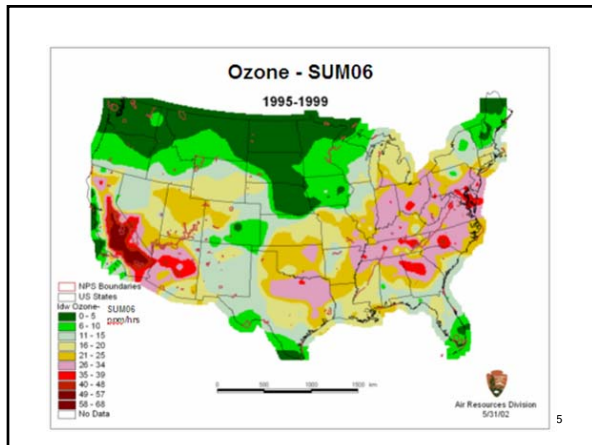 Ozone - SUM06
1995-1999
NPS Boundaries
US States
Idw Ozone- SUM06
ppm/hrs
0 - 5
6 - 10
11 - 15
16 - 20
21 - 25
26 - 34
35 - 39
40 - 48
49 - 57
58 - 68
No Data
0 500 1000 1500 km
Air Resources Division
5/31/02
5